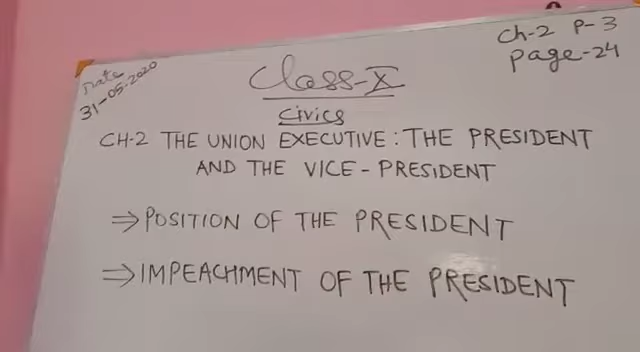 Date
31-05-2020
Ch-2 P-3
Page-24
Class-X
Civics
CH-2 THE UNION EXECUTIVE: THE PRESIDENT
AND THE VICE-PRESIDENT
⇒ POSITION OF THE PRESIDENT
⇒ IMPEACHMENT OF THE PRESIDENT